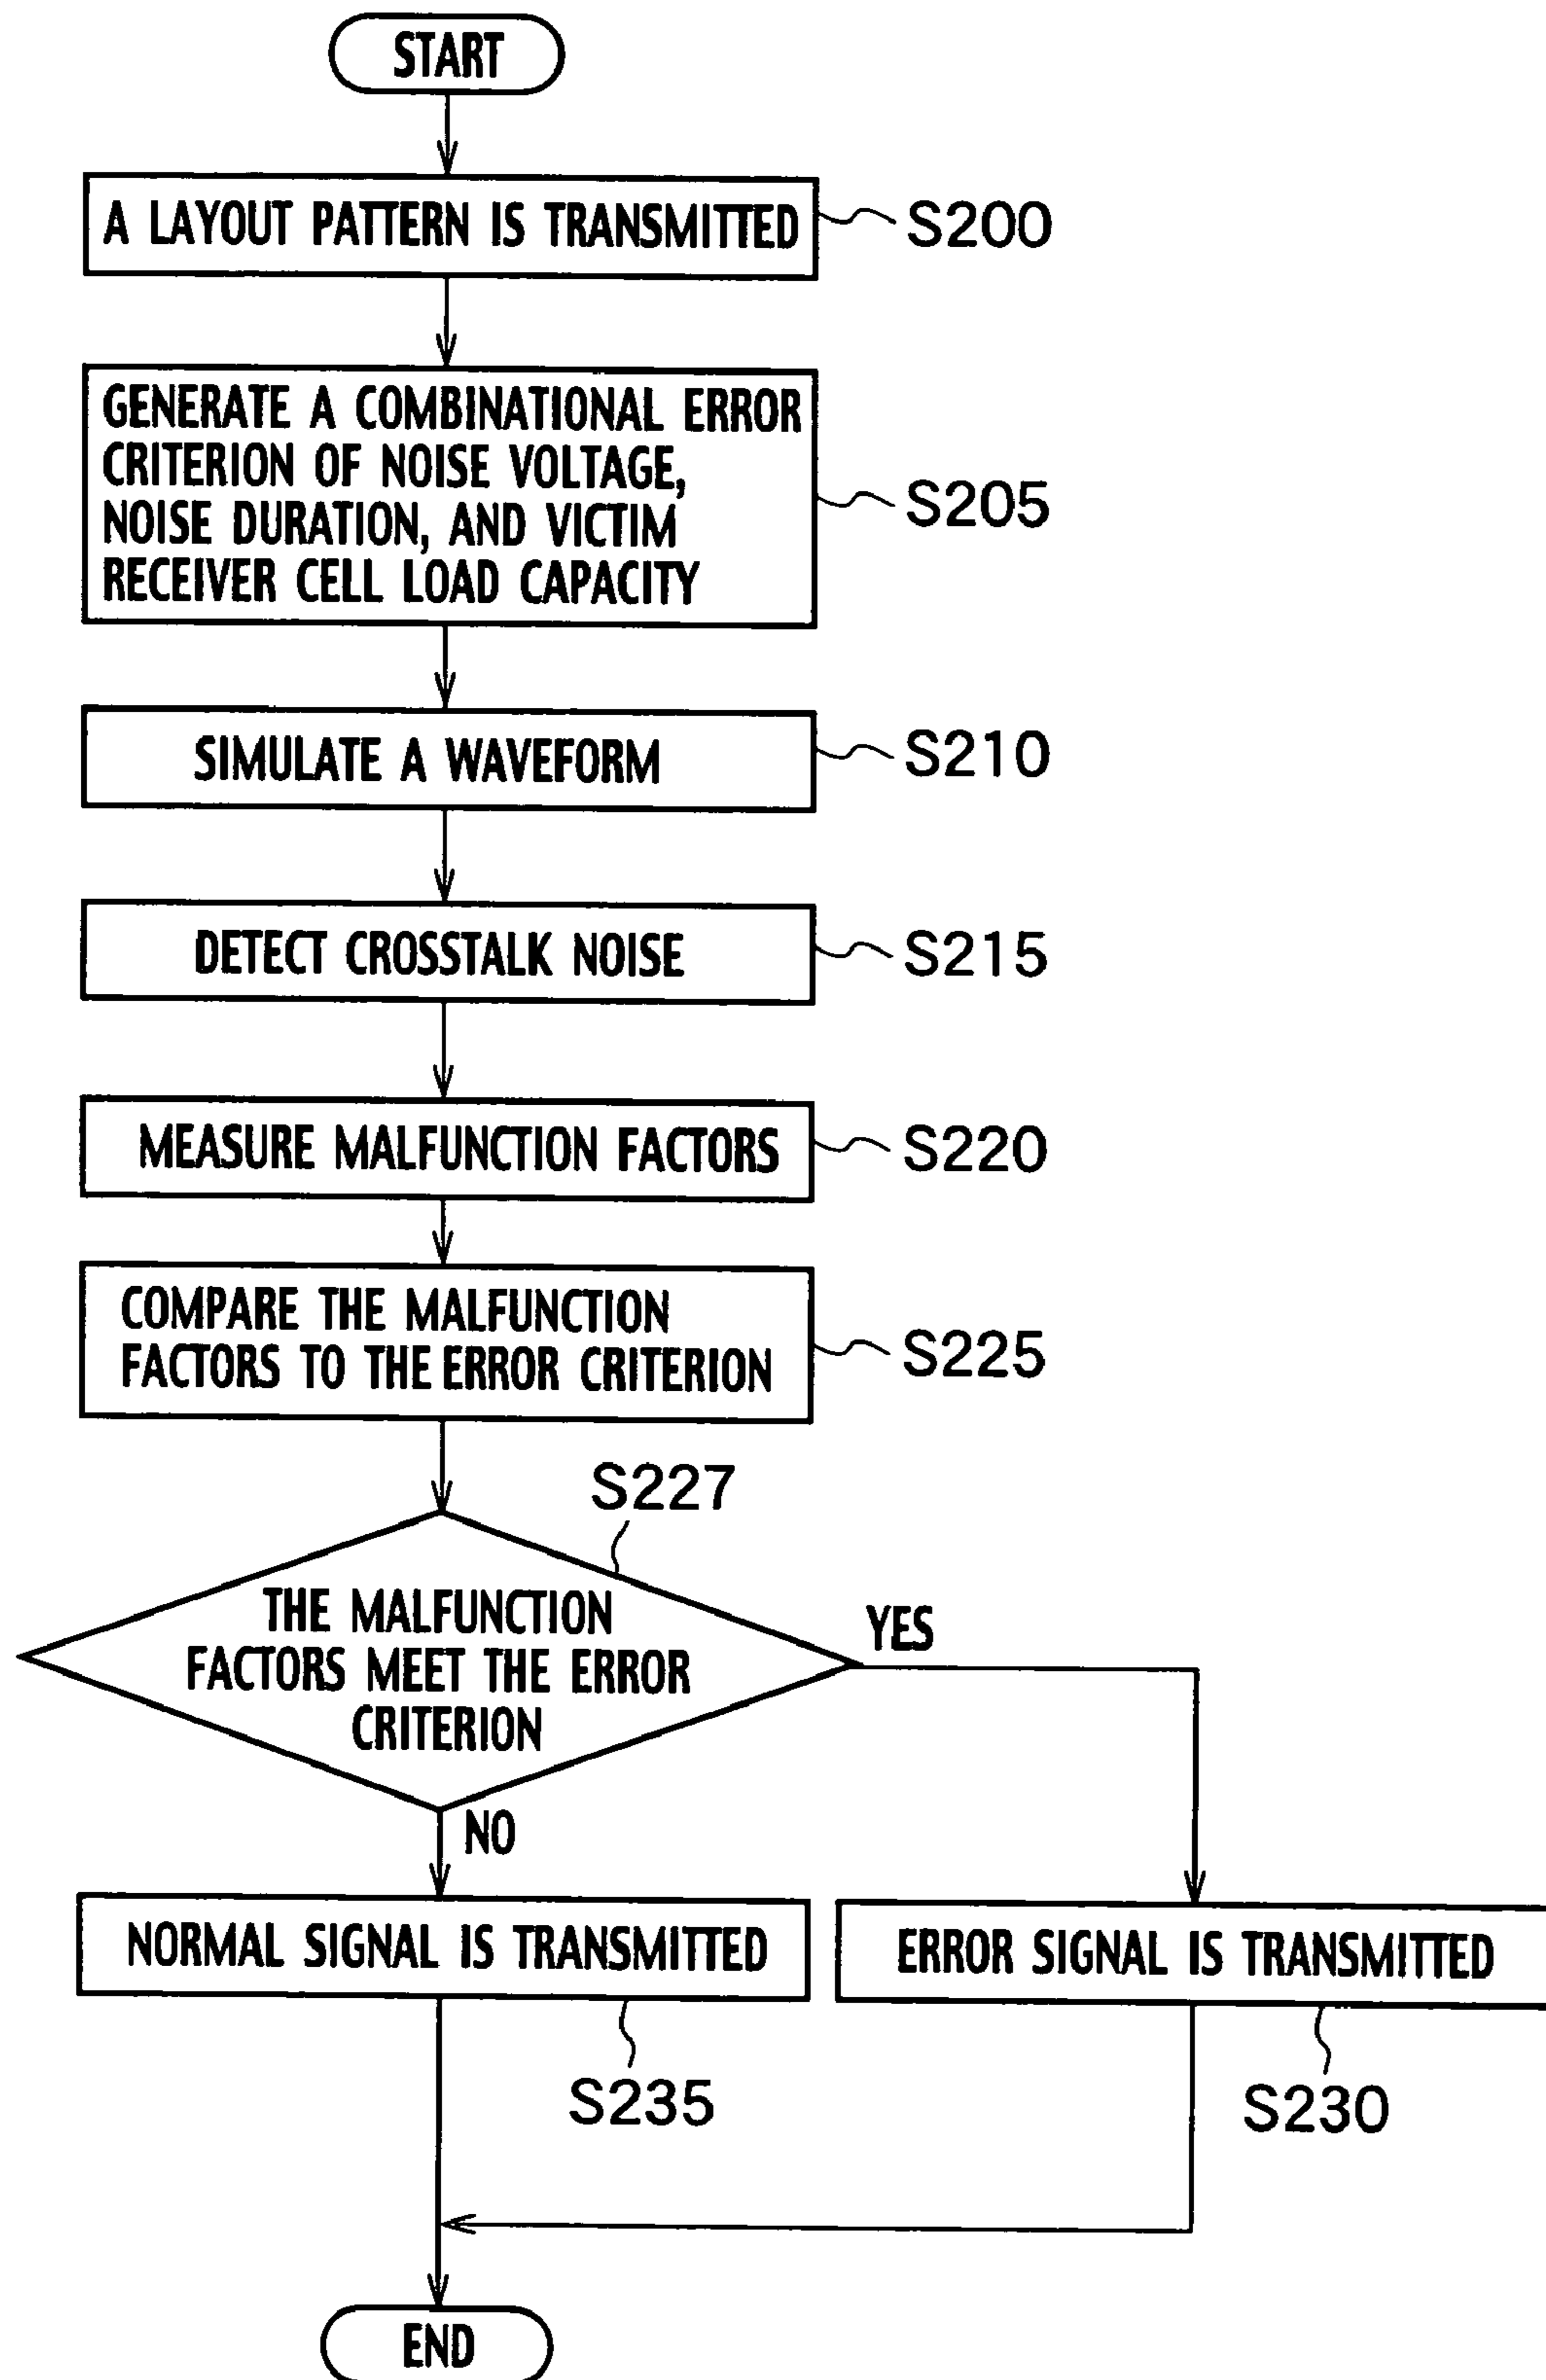 START
A LAYOUT PATTERN IS TRANSMITTED
S200
GENERATE A COMBINATIONAL ERROR
CRITERION OF NOISE VOLTAGE,
NOISE DURATION, AND VICTIM
RECEIVER CELL LOAD CAPACITY
S205
SIMULATE A WAVEFORM
S210
DETECT CROSSTALK NOISE
S215
MEASURE MALFUNCTION FACTORS
S220
COMPARE THE MALFUNCTION
FACTORS TO THE ERROR CRITERION
S225
S227
THE MALFUNCTION
FACTORS MEET THE ERROR
CRITERION
YES
NO
NORMAL SIGNAL IS TRANSMITTED
ERROR SIGNAL IS TRANSMITTED
S235
S230
END